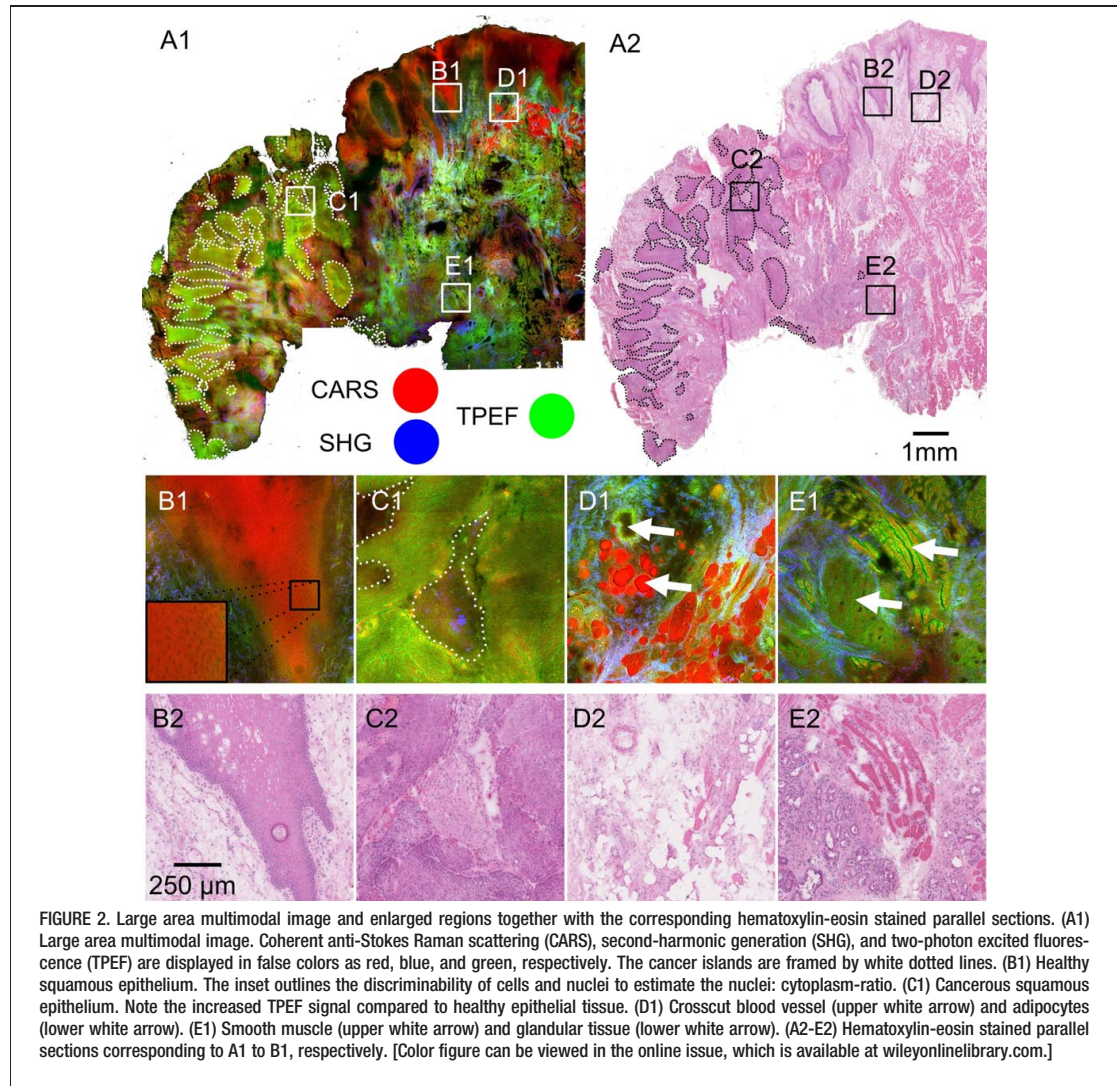 A1
A2
B1
D1
B2
D2
C1
C2
E1
E2
CARS
SHG
TPEF
1mm
B1
C1
D1
E1
B2
C2
D2
E2
250 µm
FIGURE 2. Large area multimodal image and enlarged regions together with the corresponding hematoxylin-eosin stained parallel sections. (A1)
Large area multimodal image. Coherent anti-Stokes Raman scattering (CARS), second-harmonic generation (SHG), and two-photon excited fluores-
cence (TPEF) are displayed in false colors as red, blue, and green, respectively. The cancer islands are framed by white dotted lines. (B1) Healthy
squamous epithelium. The inset outlines the discriminability of cells and nuclei to estimate the nuclei: cytoplasm-ratio. (C1) Cancerous squamous
epithelium. Note the increased TPEF signal compared to healthy epithelial tissue. (D1) Crosscut blood vessel (upper white arrow) and adipocytes
(lower white arrow). (E1) Smooth muscle (upper white arrow) and glandular tissue (lower white arrow). (A2-E2) Hematoxylin-eosin stained parallel
sections corresponding to A1 to B1, respectively. [Color figure can be viewed in the online issue, which is available at wileyonlinelibrary.com.]